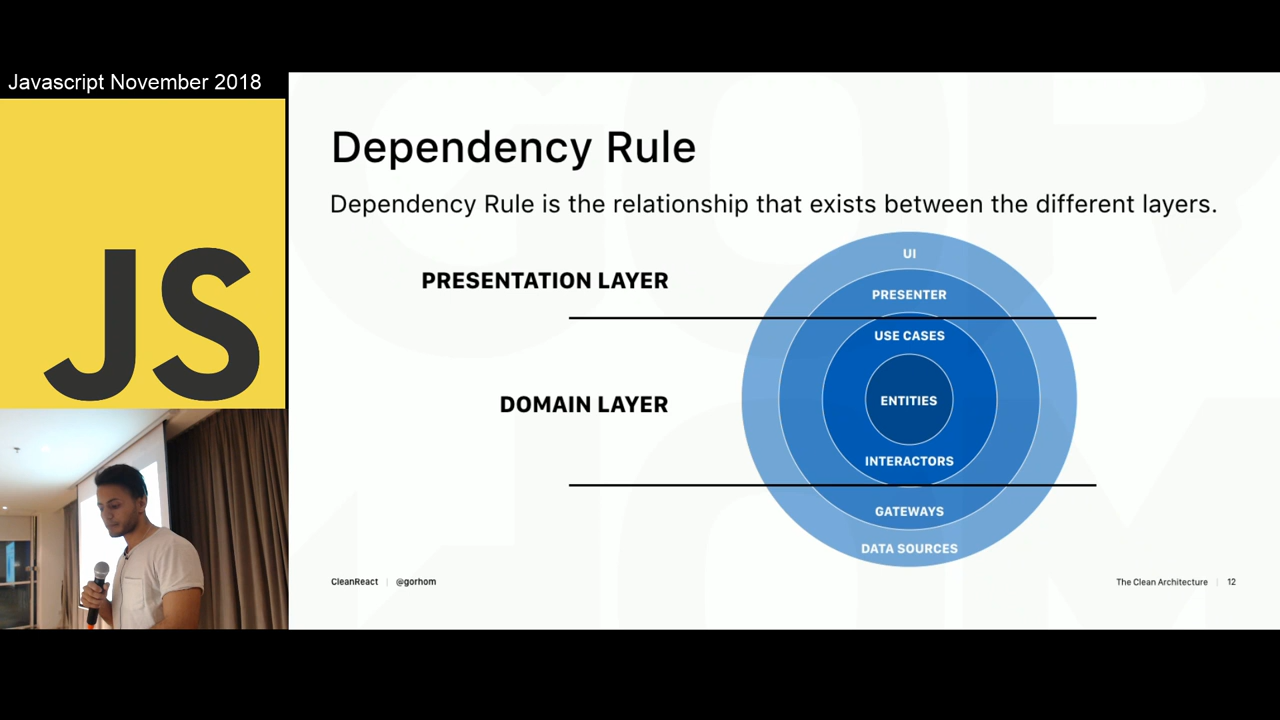 Javascript November 2018
JS
Dependency Rule
Dependency Rule is the relationship that exists between the different layers.
PRESENTATION LAYER
DOMAIN LAYER
UI
PRESENTER
USE CASES
ENTITIES
INTERACTORS
GATEWAYS
DATA SOURCES
CleanReact | @gorhom
The Clean Architecture | 12